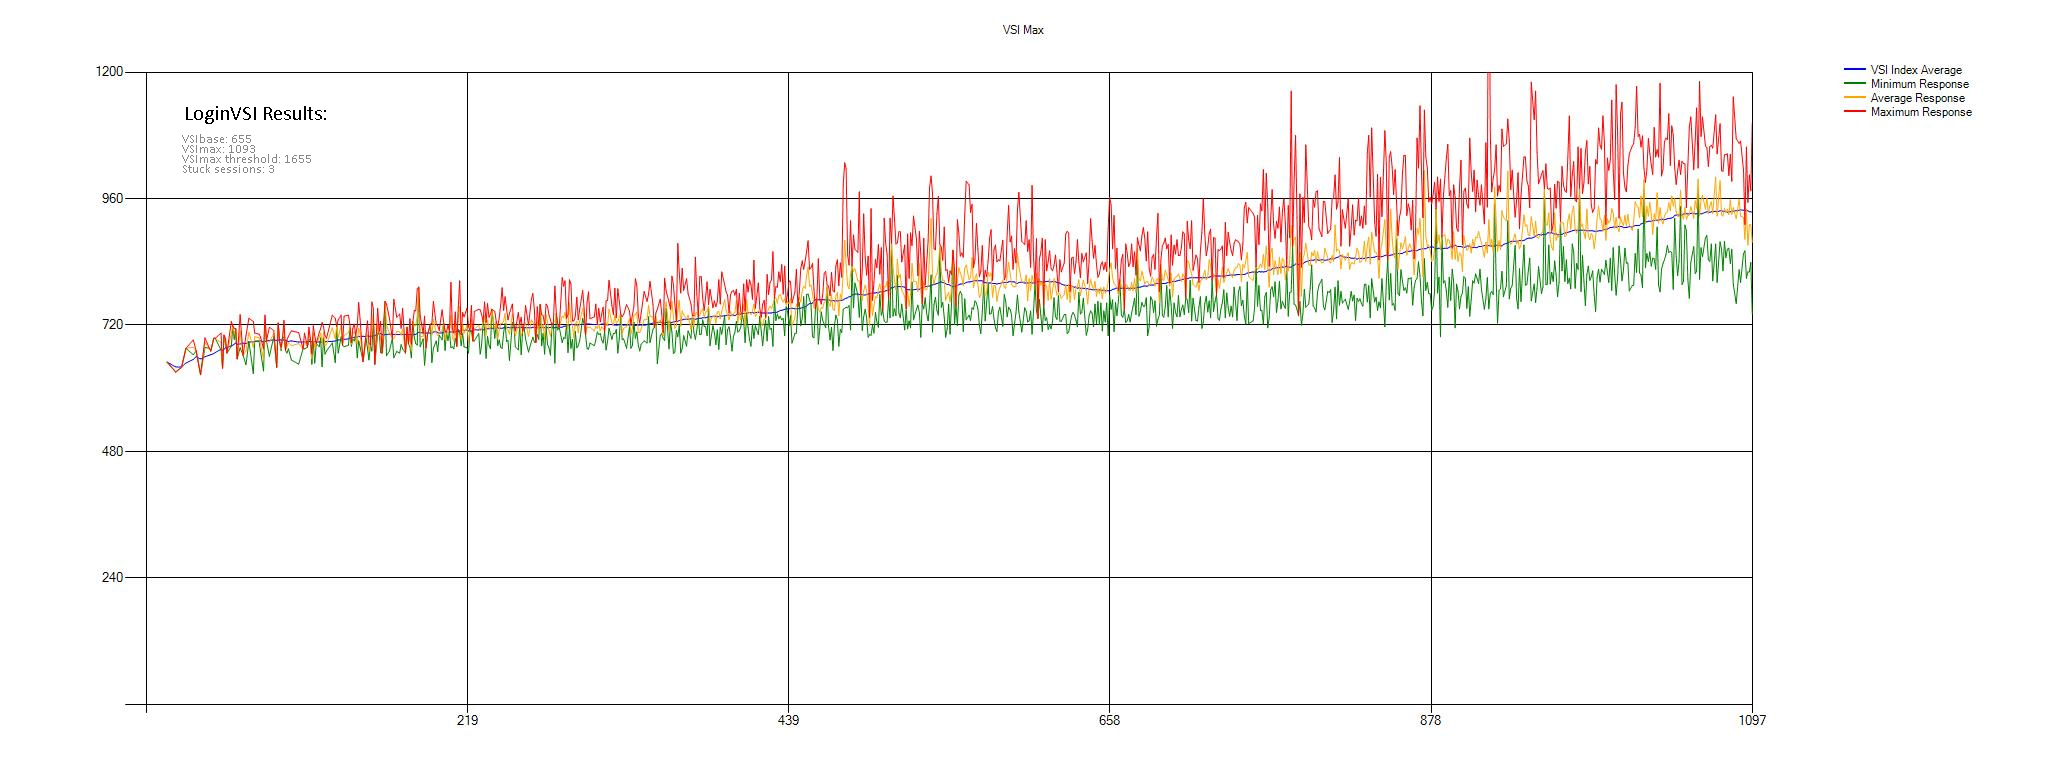 VSI Max
1200
960
720
480
240
219
439
658
878
1097
LoginVSI Results:
VSIbase: 655
VSImax: 1093
VSImax threshold: 1655
Stuck sessions: 3
VSI Index Average
Minimum Response
Average Response
Maximum Response